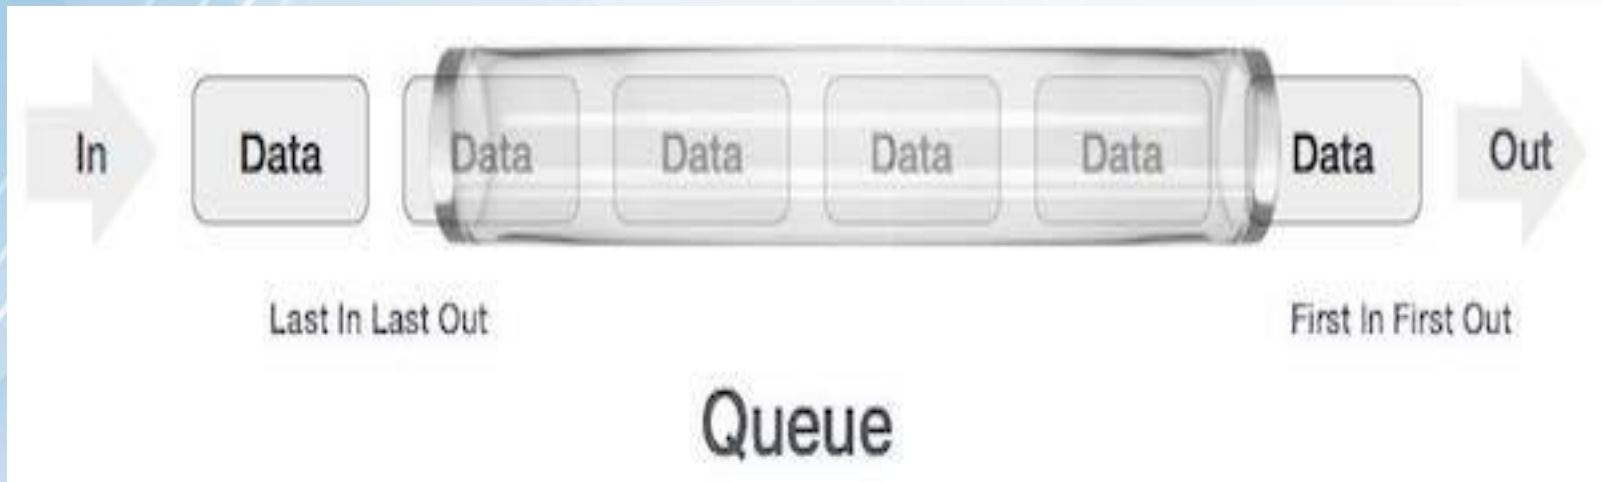 In Data Data Data Data Data Data Out
Last In Last Out First In First Out
Queue